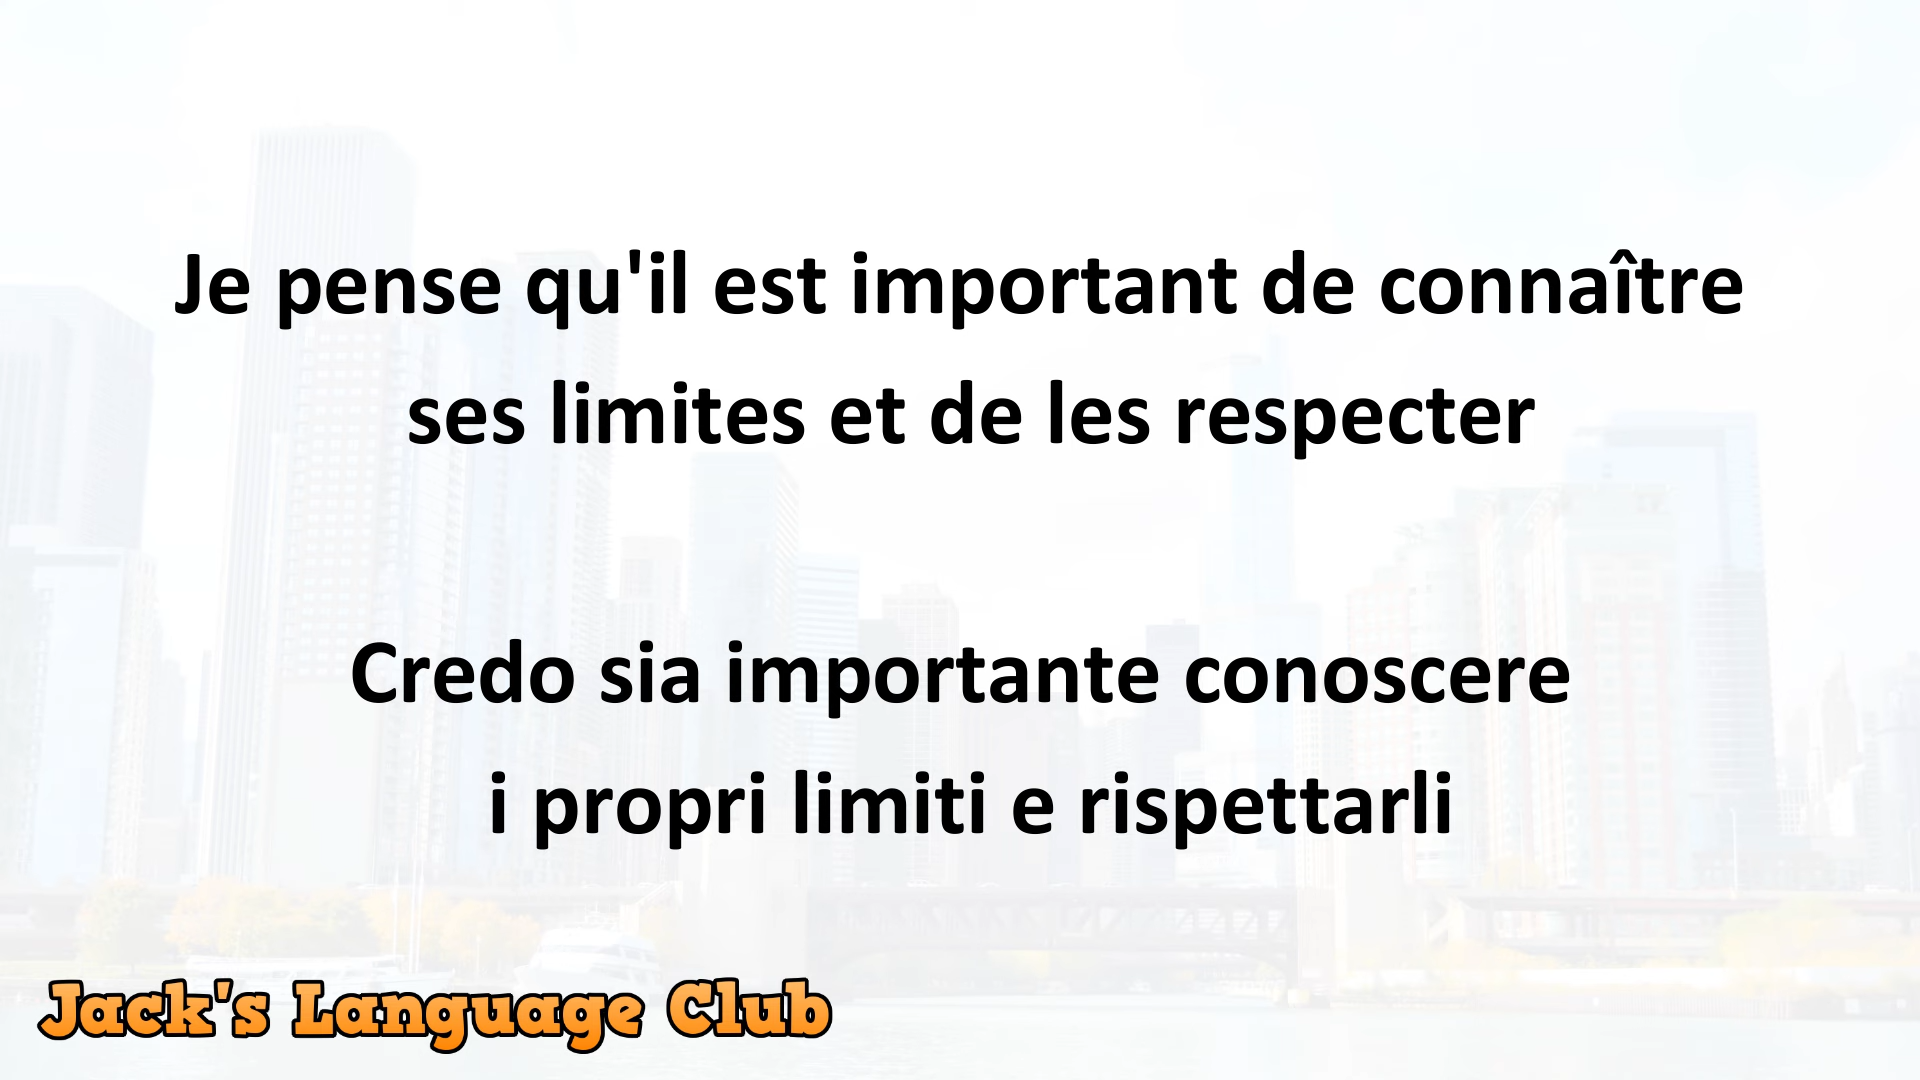 Je pense qu'il est important de connaître
ses limites et de les respecter
Credo sia importante conoscere
i propri limiti e rispettarli
Jack's Language Club